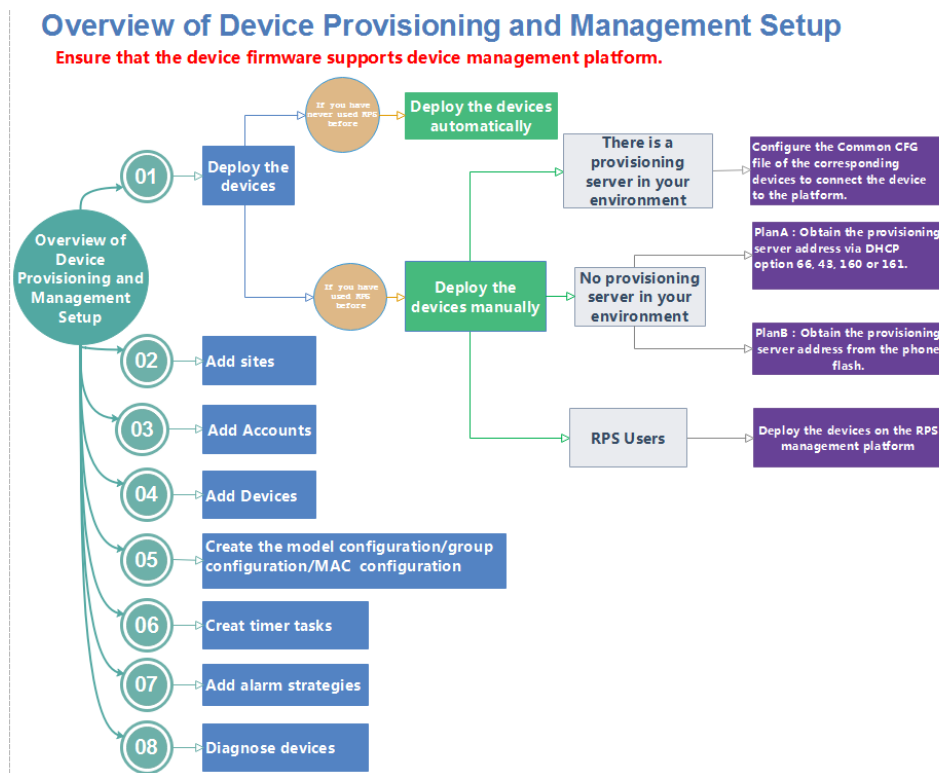 Overview of Device Provisioning and Management Setup
Ensure that the device firmware supports device management platform.
Overview of
Device
Provisioning and
Management
Setup
01
Deploy the
devices
If you have
never used RPS
before
Deploy the devices
automatically
If you have
used RPS
before
Deploy the
devices manually
There is a
provisioning
server in your
environment
Configure the Common CFG
file of the corresponding
devices to connect the device
to the platform.
No provisioning
server in your
environment
PlanA : Obtain the provisioning
server address via DHCP
option 66, 43, 160 or 161.
PlanB : Obtain the provisioning
server address from the phone
flash.
RPS Users
Deploy the devices on the RPS
management platform
02
Add sites
03
Add Accounts
04
Add Devices
05
Create the model configuration/group
configuration/MAC configuration
06
Creat timer tasks
07
Add alarm strategies
08
Diagnose devices